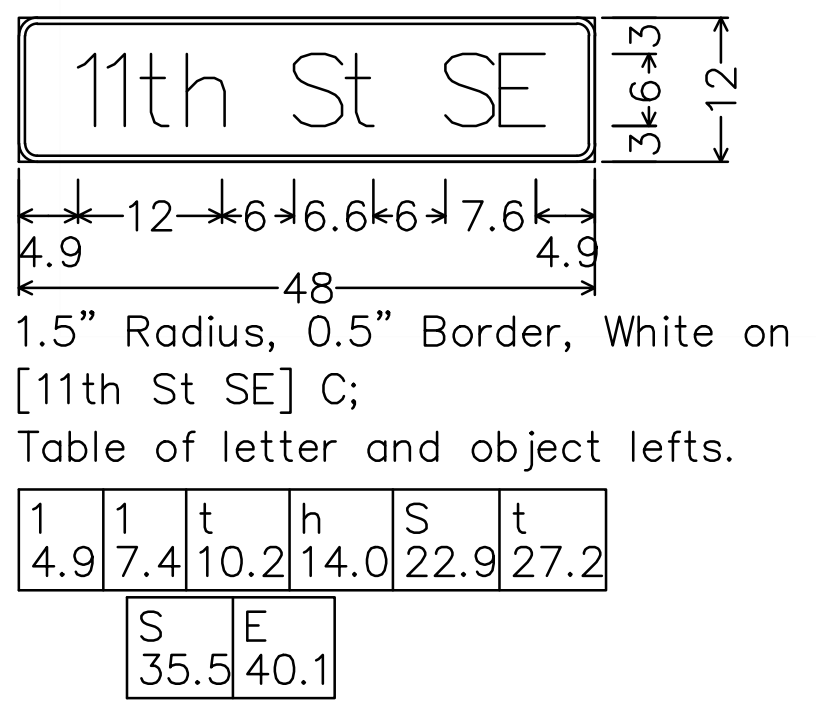 11th St SE
3
6
3
12
12 6 6.6 6 7.6
4.9 4.9
48
1.5” Radius, 0.5” Border, White on
[11th St SE] C;
Table of letter and object lefts.
1 1 t h S t
4.9 7.4 10.2 14.0 22.9 27.2
S E
35.5 40.1